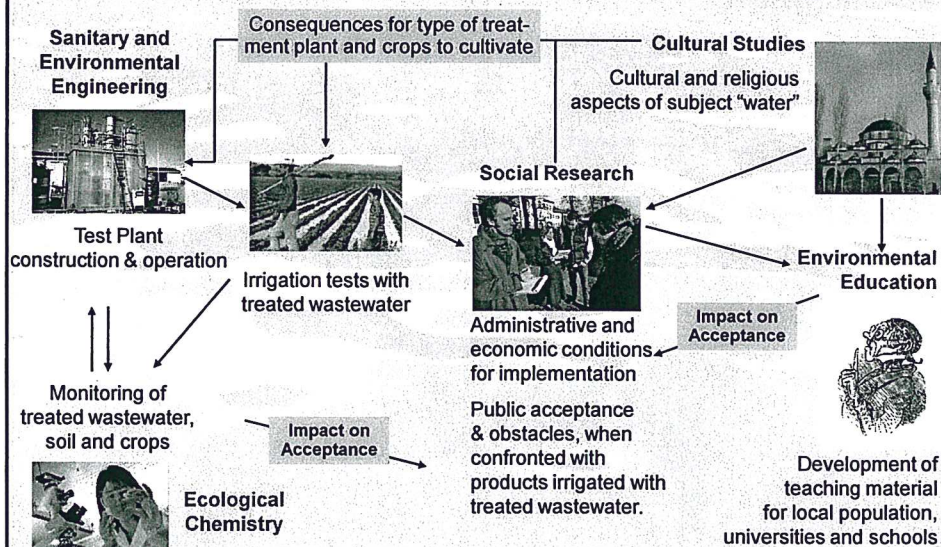 Consequences for type of treat-
ment plant and crops to cultivate
Sanitary and
Environmental
Engineering
Cultural Studies
Cultural and religious
aspects of subject “water”
Social Research
Test Plant
construction & operation
Irrigation tests with
treated wastewater
Environmental
Education
Impact on
Acceptance
Administrative and
economic conditions
for implementation
Monitoring of
treated wastewater,
soil and crops
Impact on
Acceptance
Public acceptance
& obstacles, when
confronted with
products irrigated with
treated wastewater.
Ecological
Chemistry
Development of
teaching material
for local population,
universities and schools